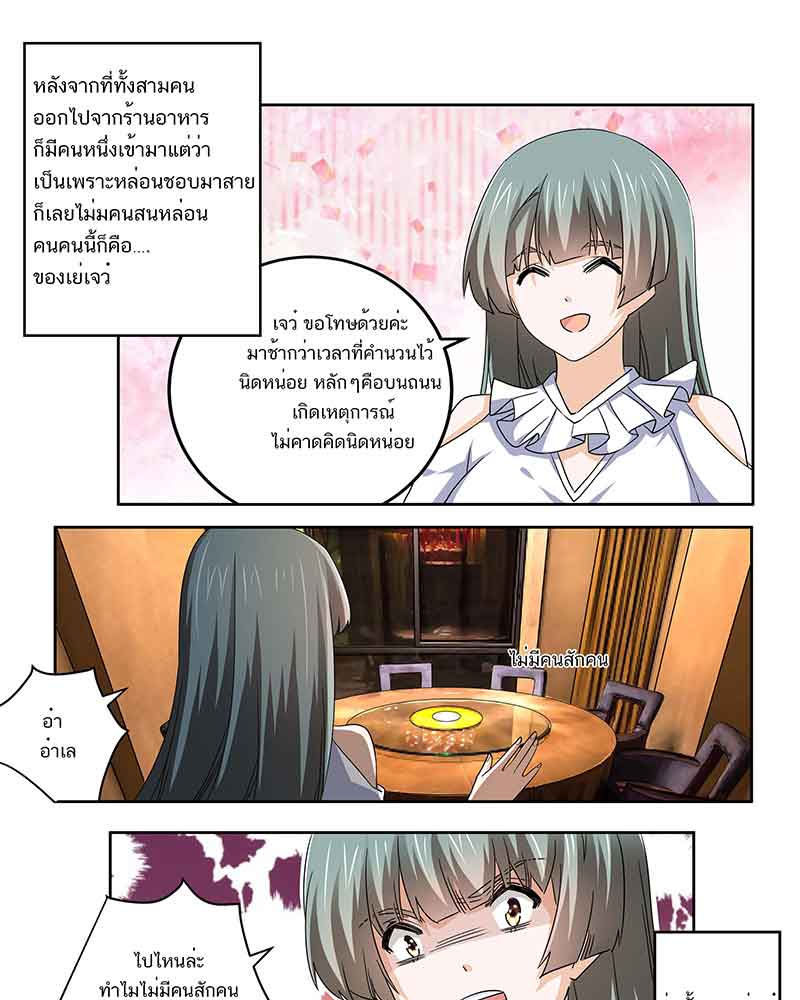 หลังจากที่ทั้งสามคน
ออกไปจากร้านอาหาร
ก็มีคนหนึ่งเข้ามาแต่ว่า
เป็นเพราะหล่อนชอบมาสาย
ก็เลยไม่มคนสนหล่อน
คนคนนี้ก็คือ....
ของเย่เจว๋
เจว๋ ขอโทษด้วยค่ะ
มาช้ากว่าเวลาที่คำนวนไว้
นิดหน่อย หลักๆคือบนถนน
เกิดเหตุการณ์
ไม่คาดคิดนิดหน่อย
ไม่มีคนสักคน
อ๋า
อ๋าเล
ไปไหนล่ะ
ทำไมไม่มีคนสักคน